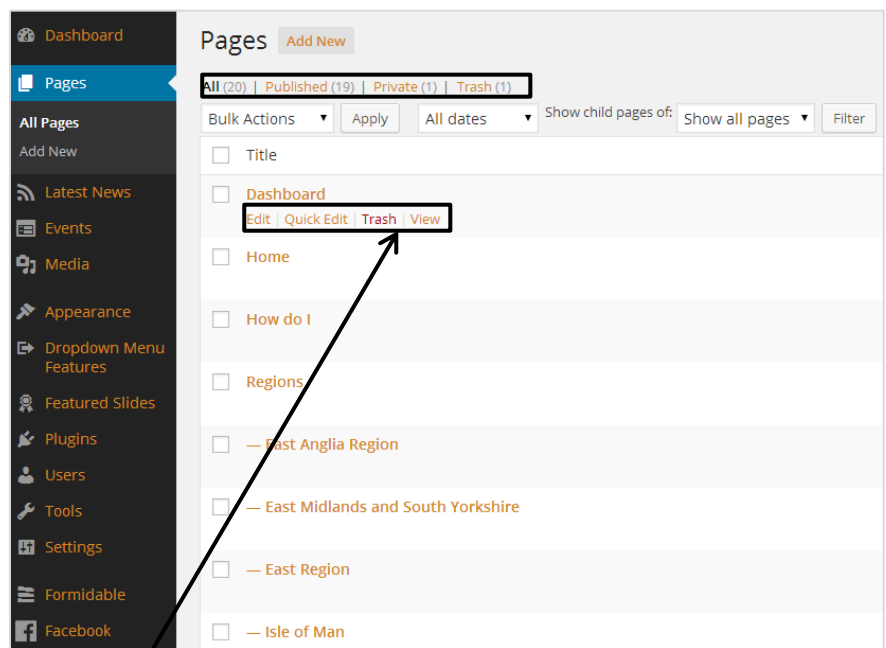 Dashboard
Pages
All Pages
Add New
Latest News
Events
Media
Appearance
Dropdown Menu
Features
Featured Slides
Plugins
Users
Tools
Settings
Formidable
Facebook
Pages Add New
All (20) | Published (19) | Private (1) | Trash (1)
Bulk Actions Apply All dates Show child pages of: Show all pages Filter
Title
Dashboard
Edit | Quick Edit | Trash | View
Home
How do I
Regions
— East Anglia Region
— East Midlands and South Yorkshire
— East Region
— Isle of Man